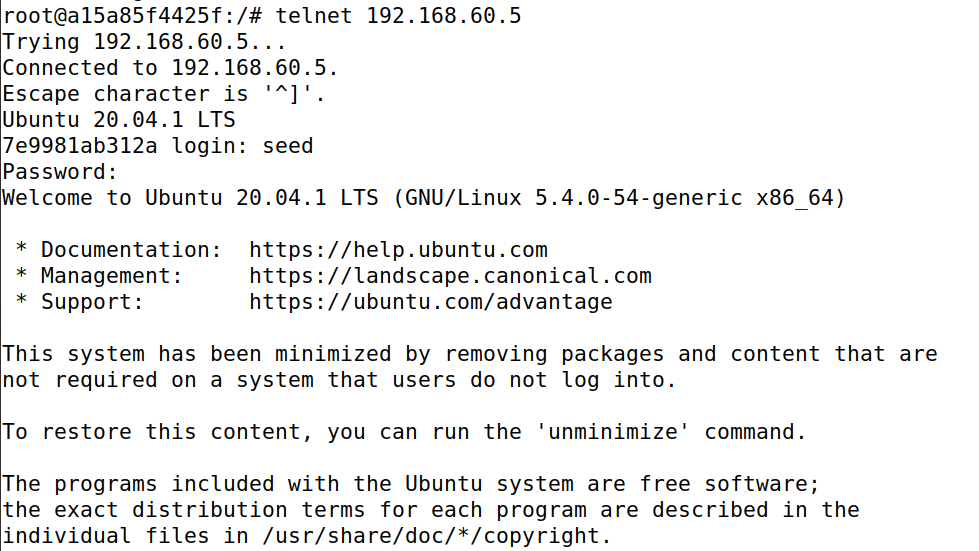 root@a15a85f4425f:/# telnet 192.168.60.5
Trying 192.168.60.5...
Connected to 192.168.60.5.
Escape character is '^]'.
Ubuntu 20.04.1 LTS
7e9981ab312a login: seed
Password:
Welcome to Ubuntu 20.04.1 LTS (GNU/Linux 5.4.0-54-generic x86_64)
* Documentation:  https://help.ubuntu.com
* Management:     https://landscape.canonical.com
* Support:        https://ubuntu.com/advantage
This system has been minimized by removing packages and content that are
not required on a system that users do not log into.
To restore this content, you can run the 'unminimize' command.
The programs included with the Ubuntu system are free software;
the exact distribution terms for each program are described in the
individual files in /usr/share/doc/*/copyright.